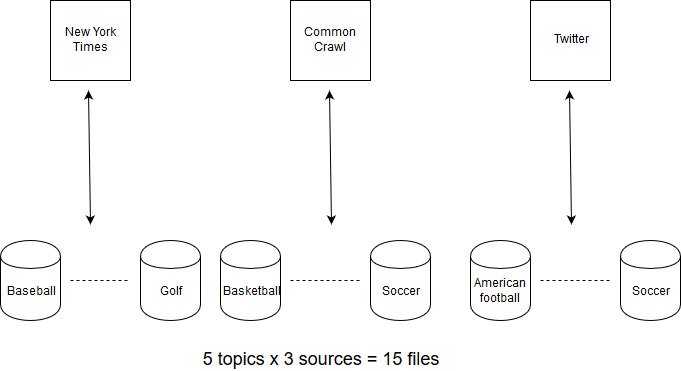 New York
Times
Common
Crawl
Twitter
Baseball
Golf
Basketball
Soccer
American
football
Soccer
5 topics x 3 sources = 15 files